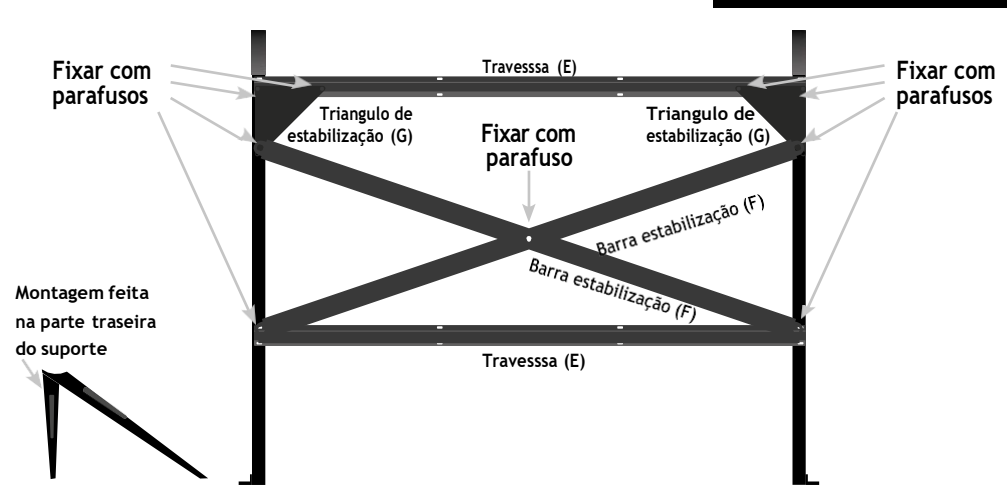 Travesssa (E)
Fixar com
parafusos
Fixar com
parafusos
Triangulo de
estabilização (G)
Triangulo de
estabilização (G)
Fixar com
parafuso
Barra estabilização (F)
Barra estabilização (F)
Montagem feita
na parte traseira
do suporte
Travesssa (E)